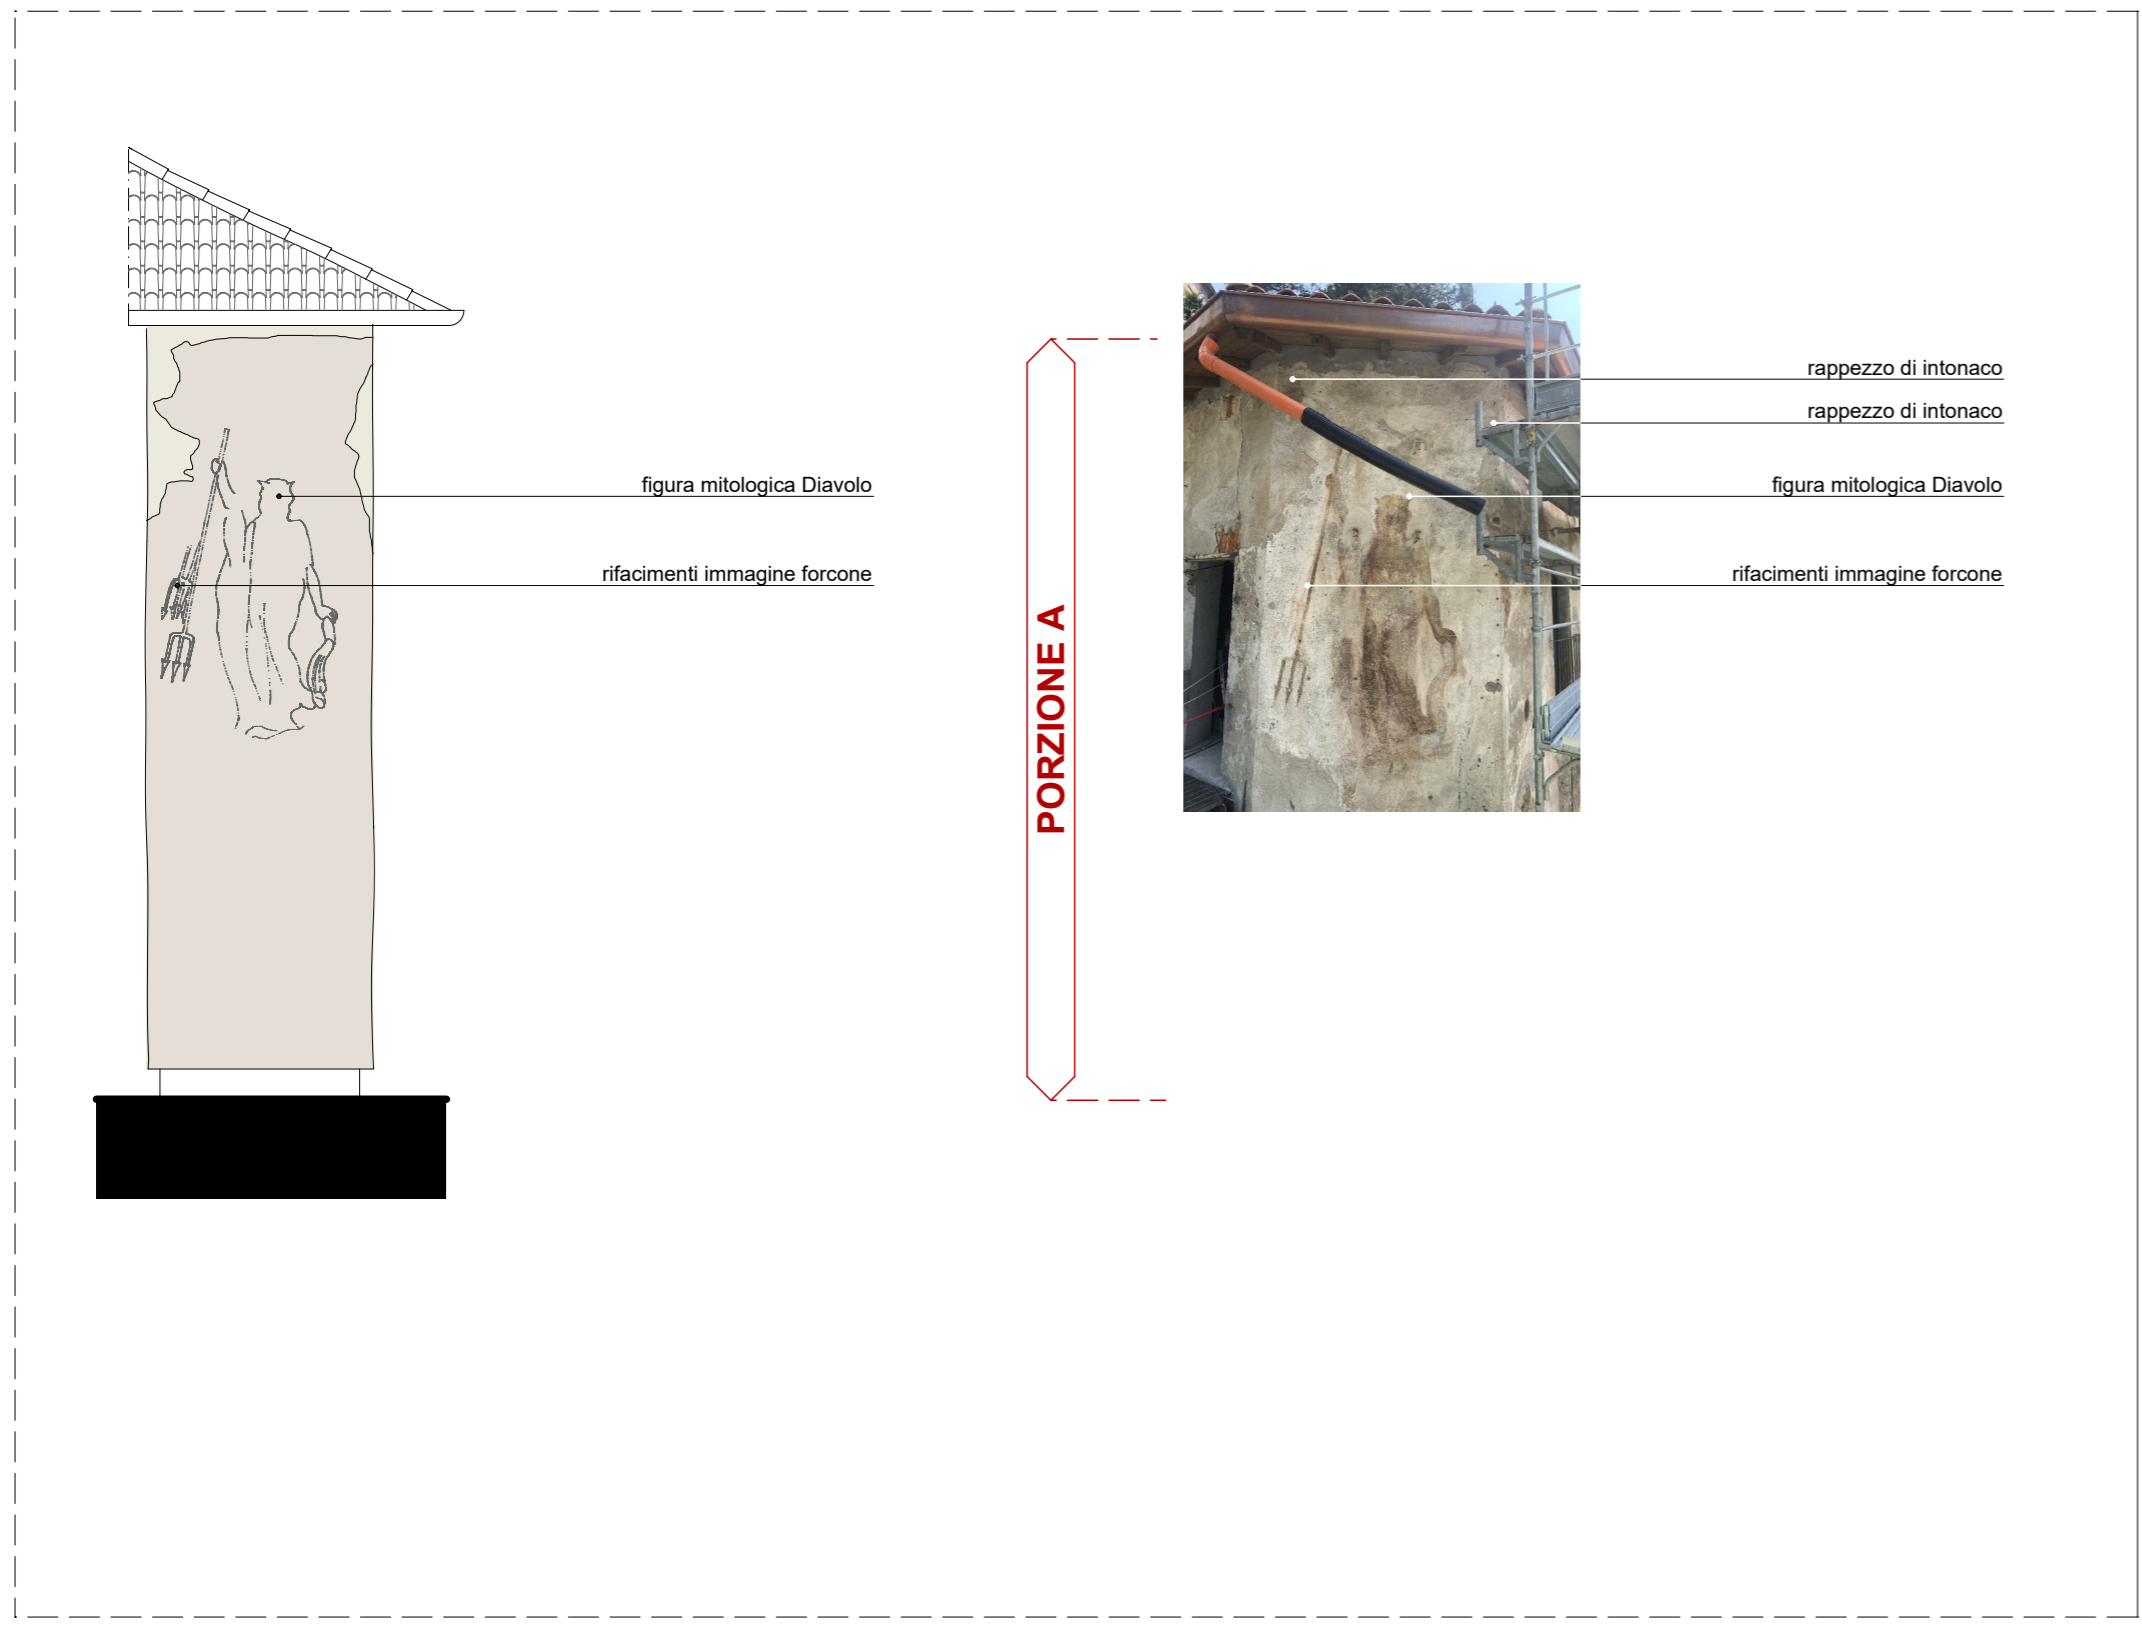 figura mitologica Diavolo
rifacimenti immagine forcone
PORZIONE A
rappezzo di intonaco
rappezzo di intonaco
figura mitologica Diavolo
rifacimenti immagine forcone